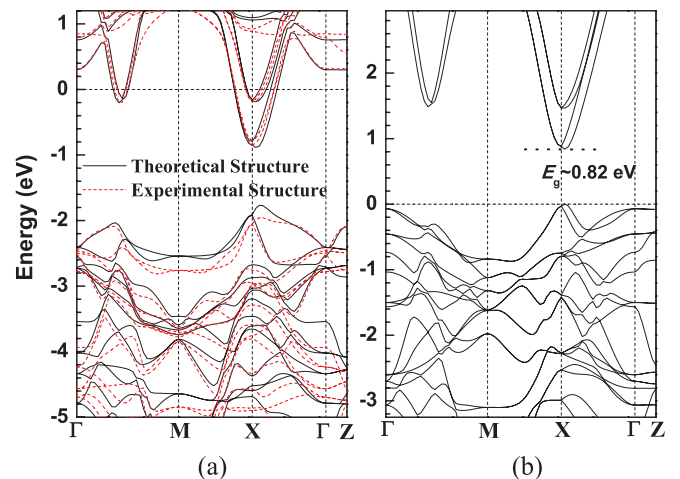 Energy (eV)
1
0
-1
-2
-3
-4
-5
Theoretical Structure
Experimental Structure
Γ
M
X
Γ
Z
(a)
2
1
0
-1
-2
-3
E_g~0.82 eV
Γ
M
X
Γ
Z
(b)